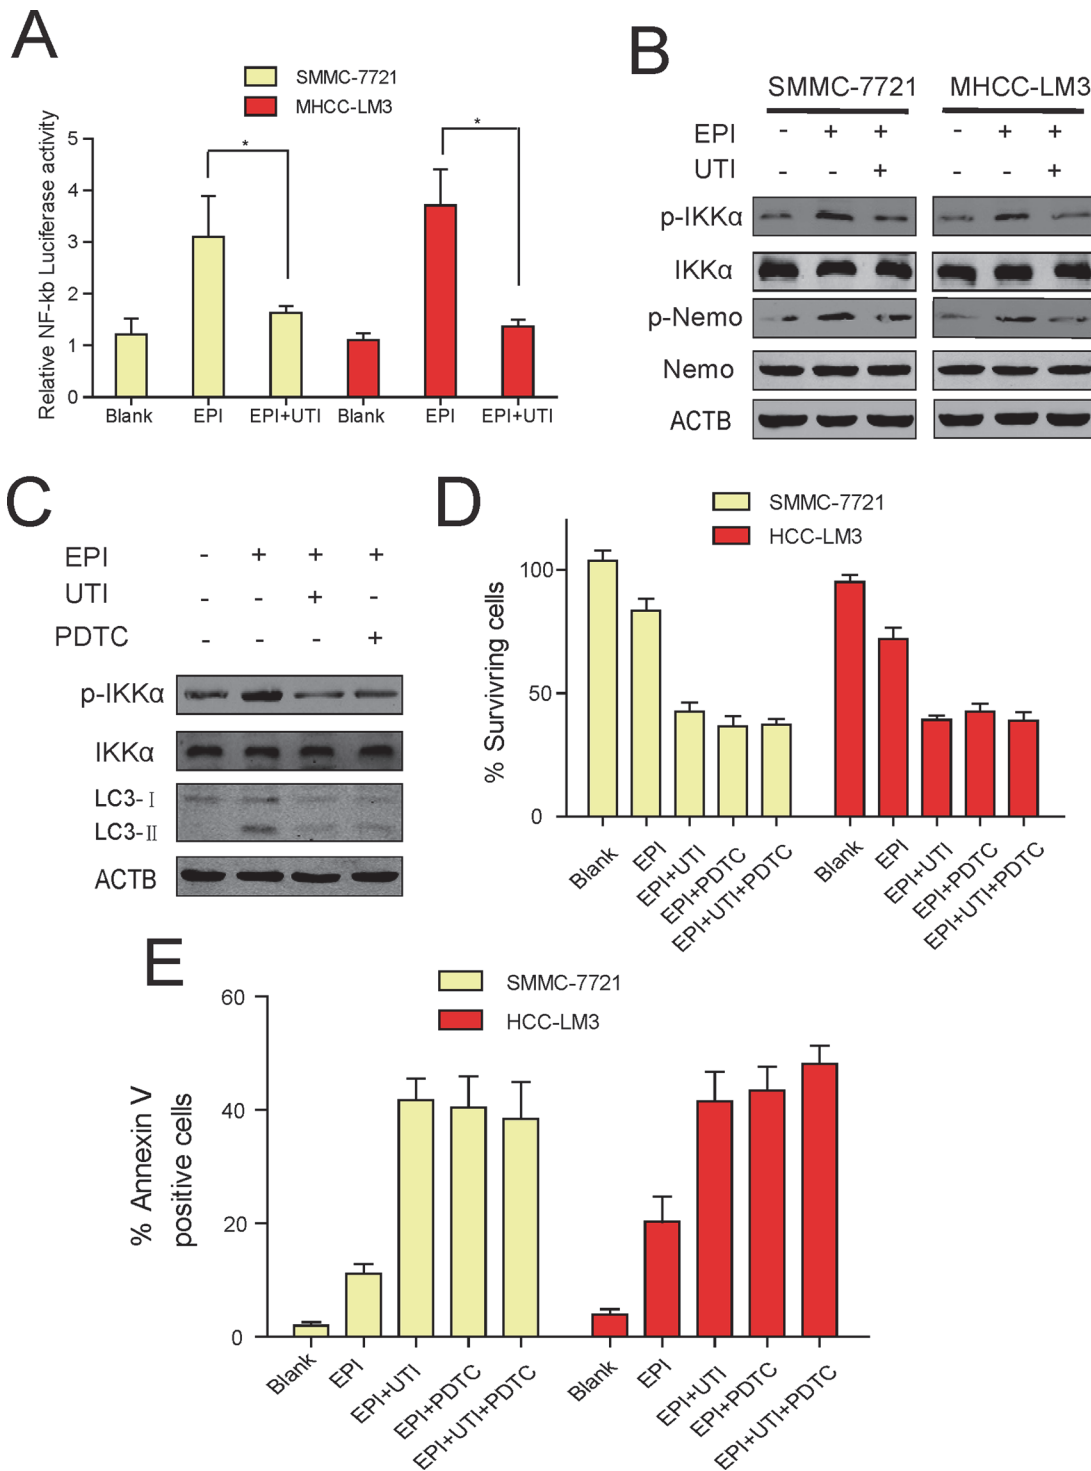 A
SMMC-7721
MHCC-LM3
Relative NF-kb Luciferase activity
5
4
3
2
1
0
*
*
Blank EPI EPI+UTI Blank EPI EPI+UTI
B
SMMC-7721 MHCC-LM3
EPI - + + - + +
UTI - - + - - +
p-IKKα
IKKα
p-Nemo
Nemo
ACTB
C
EPI - + + +
UTI - - + -
PDTC - - - +
p-IKKα
IKKα
LC3-Ⅰ
LC3-Ⅱ
ACTB
D
SMMC-7721
HCC-LM3
% Survivring cells
100
50
0
Blank EPI EPI+UTI EPI+PDTC EPI+UTI+PDTC Blank EPI EPI+UTI EPI+PDTC EPI+UTI+PDTC
E
SMMC-7721
HCC-LM3
% Annexin V
positive cells
60
40
20
0
Blank EPI EPI+UTI EPI+PDTC EPI+UTI+PDTC Blank EPI EPI+UTI EPI+PDTC EPI+UTI+PDTC